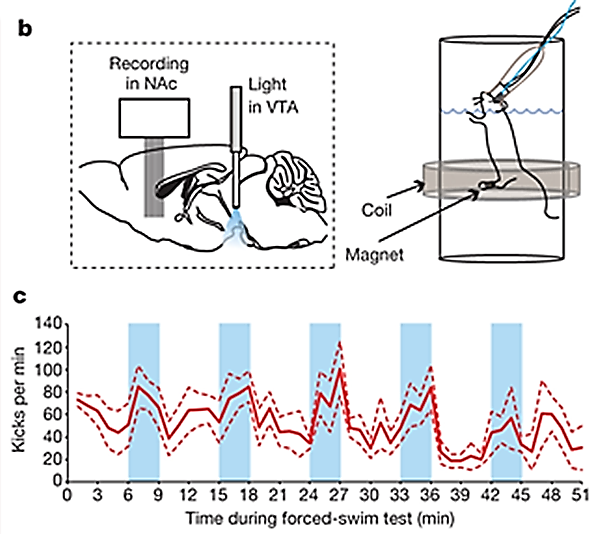 b
Recording
in NAc
Light
in VTA
Coil
Magnet
c
Kicks per min
140
120
100
80
60
40
20
0
0 3 6 9 12 15 18 21 24 27 30 33 36 39 42 45 48 51
Time during forced-swim test (min)